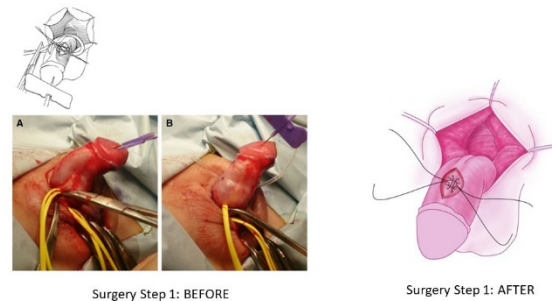 A
B
Surgery Step 1: BEFORE
Surgery Step 1: AFTER